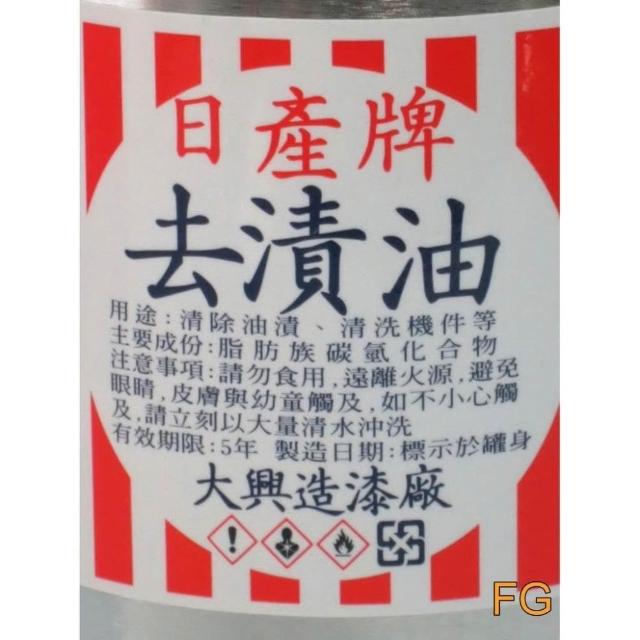 日產牌
去漬油
用途:清除油漬、清洗機件等
主要成份:脂肪族碳氫化合物
注意事項:請勿食用,遠離火源,避免
眼睛,皮膚與幼童觸及,如不小心觸
及,請立刻以大量清水沖洗
有效期限:5年 製造日期:標示於罐身
大興造漆廠
FG